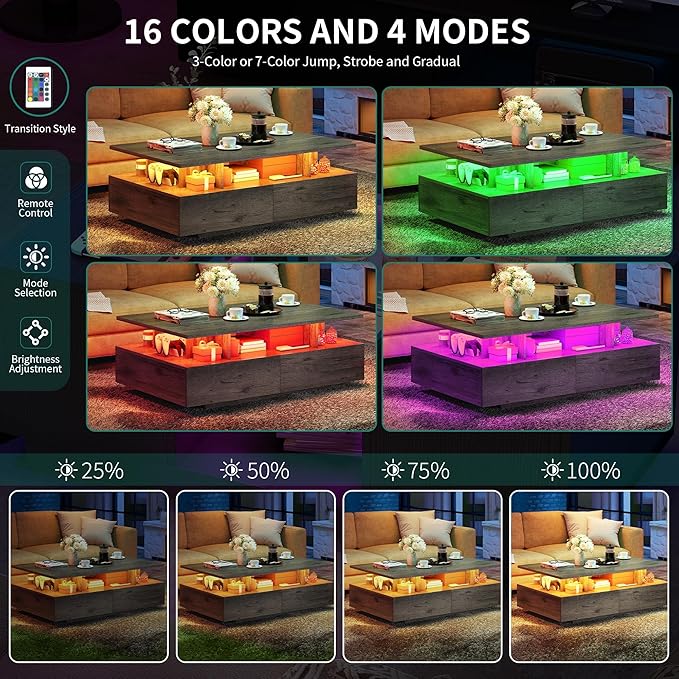 16 COLORS AND 4 MODES
3-Color or 7-Color Jump, Strobe and Gradual
Transition Style
Remote
Control
Mode
Selection
Brightness
Adjustment
25%
50%
75%
100%